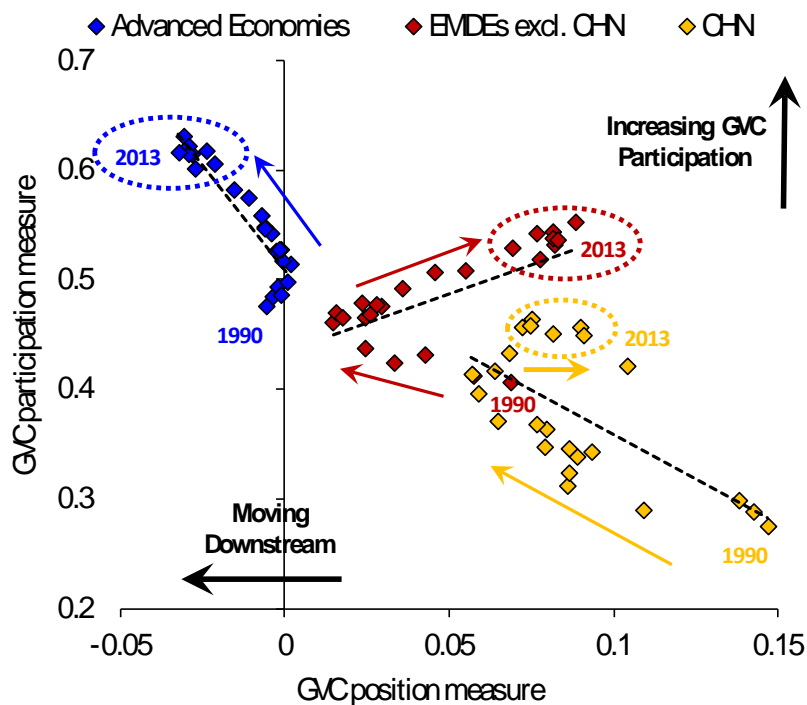 Advanced Economies EMDEs excl. CHN CHN
0.7
0.6
0.5
0.4
0.3
0.2
GVC participation measure
2013
Increasing GVC
Participation
2013
1990
2013
1990
Moving
Downstream
1990
-0.05 0 0.05 0.1 0.15
GVC position measure